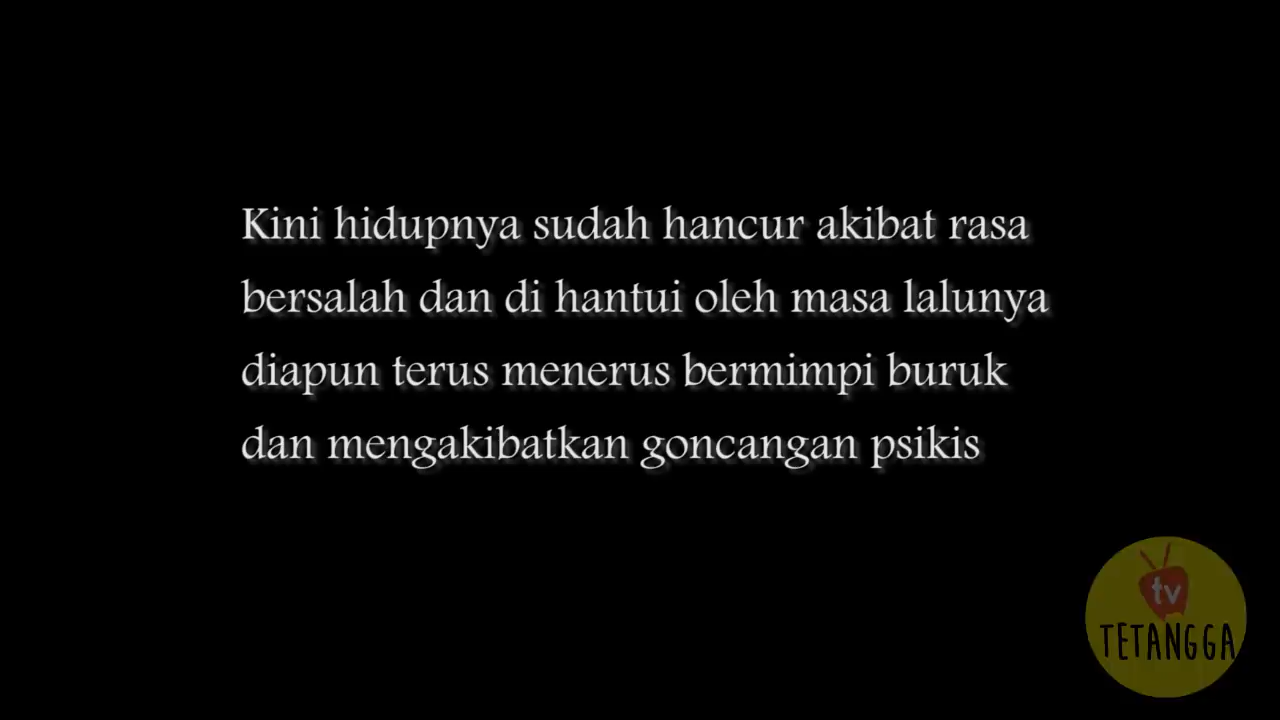 Kini hidupnya sudah hancur akibat rasa
bersalah dan di hantui oleh masa lalunya
diapun terus menerus bermimpi buruk
dan mengakibatkan goncangan psikis
tv
TETANGGA